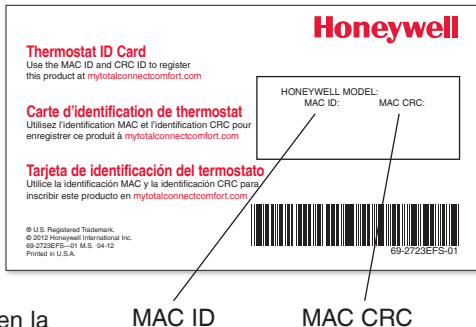 Honeywell
Thermostat ID Card
Use the MAC ID and CRC ID to register
this product at mytotalconnectcomfort.com
HONEYWELL MODEL:
MAC ID: MAC CRC:
Carte d'identification de thermostat
Utilisez l'identification MAC et l'identification CRC pour
enregistrer ce produit à mytotalconnectcomfort.com
Tarjeta de identificación del termostato
Utilice la identificación MAC y la identificación CRC para
inscribir este producto en mytotalconnectcomfort.com
® U.S. Registered Trademark.
© 2012 Honeywell International Inc.
69-2723EFS—01 M.S. 04-12
Printed in U.S.A.
69-2723EFS-01
en la
MAC ID MAC CRC